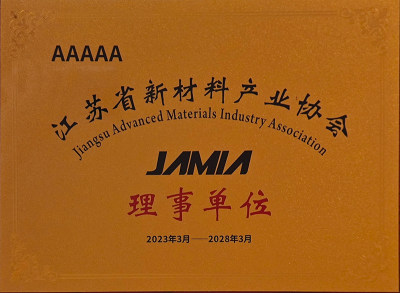 AAAAA
江苏省新材料产业协会
Jiangsu Advanced Materials Industry Association
JAMIA
理事单位
2023年3月——2028年3月